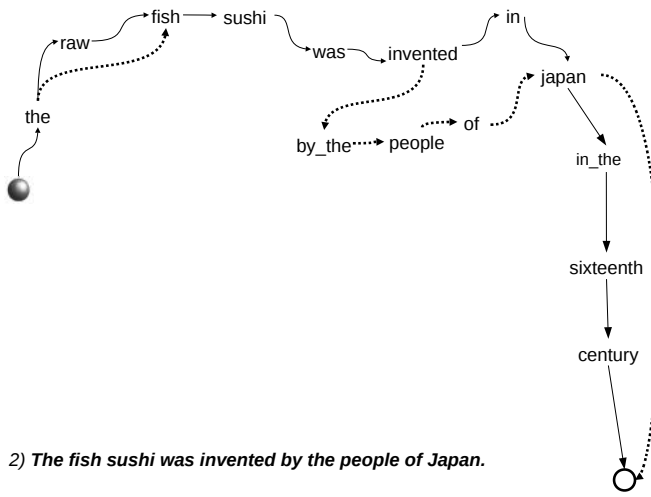 fish
sushi
in
raw
was
invented
japan
the
of
by_the
people
in_the
sixteenth
century
2) The fish sushi was invented by the people of Japan.